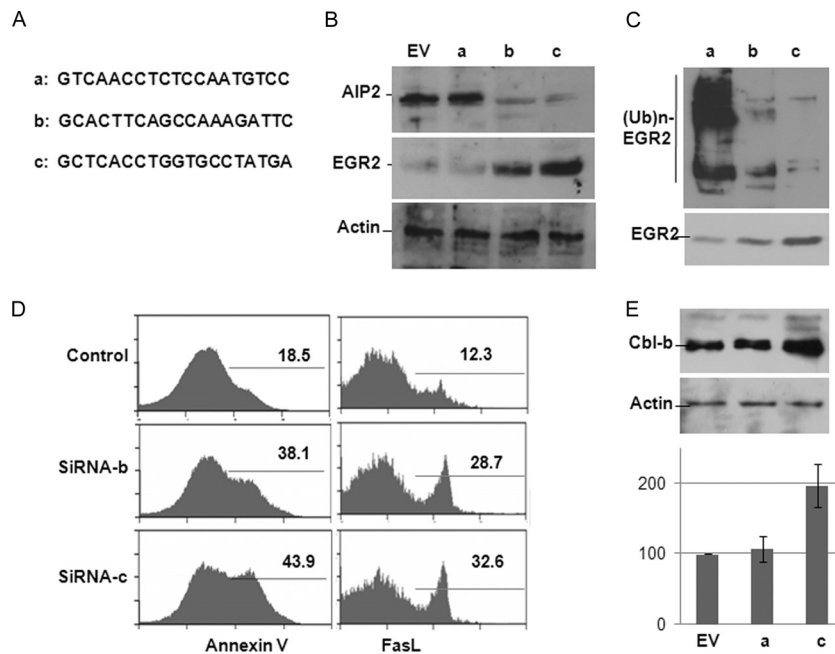 A
a: GTCAACCTCTCCAATGTCC
b: GCACTTCAGCCAAAGATTC
c: GCTCACCTGGTGCCTATGA
B
EV a b c
AIP2
EGR2
Actin
C
a b c
(Ub)n-
EGR2
EGR2
D
Control
18.5
12.3
SiRNA-b
38.1
28.7
SiRNA-c
43.9
32.6
Annexin V
FasL
E
Cbl-b
Actin
200
100
0
EV a c